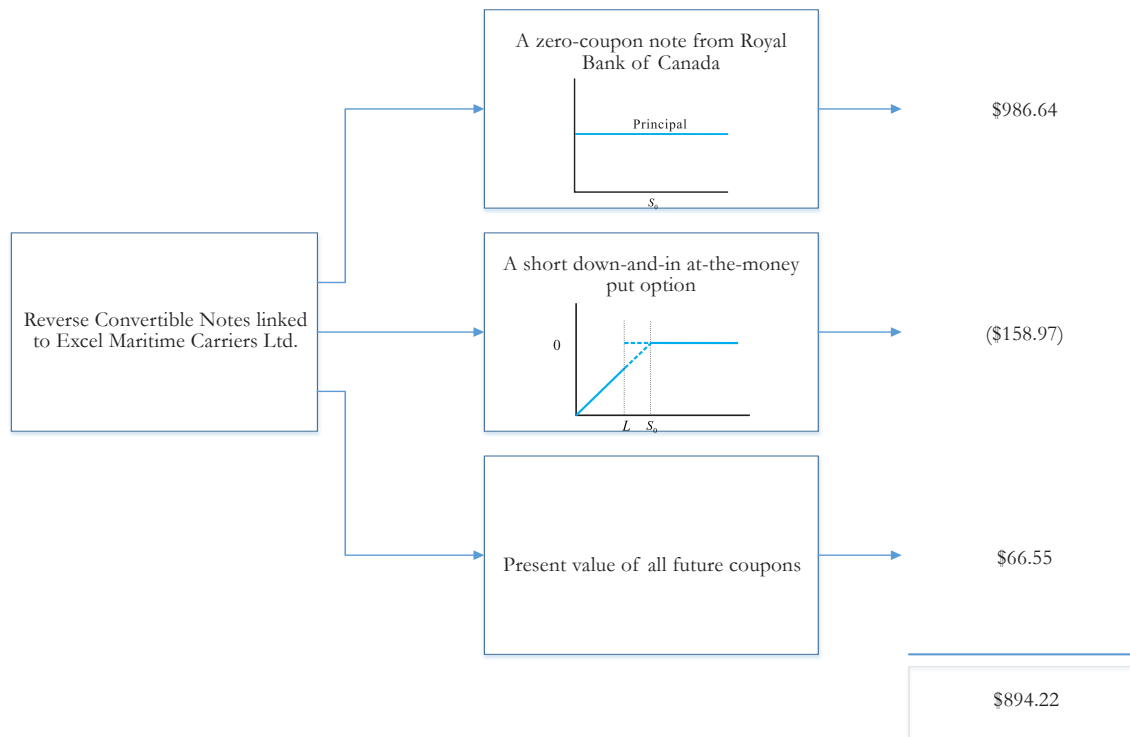 A zero-coupon note from Royal
Bank of Canada
Principal
S₀
$986.64
Reverse Convertible Notes linked
to Excel Maritime Carriers Ltd.
A short down-and-in at-the-money
put option
0
L S₀
($158.97)
Present value of all future coupons
$66.55
$894.22